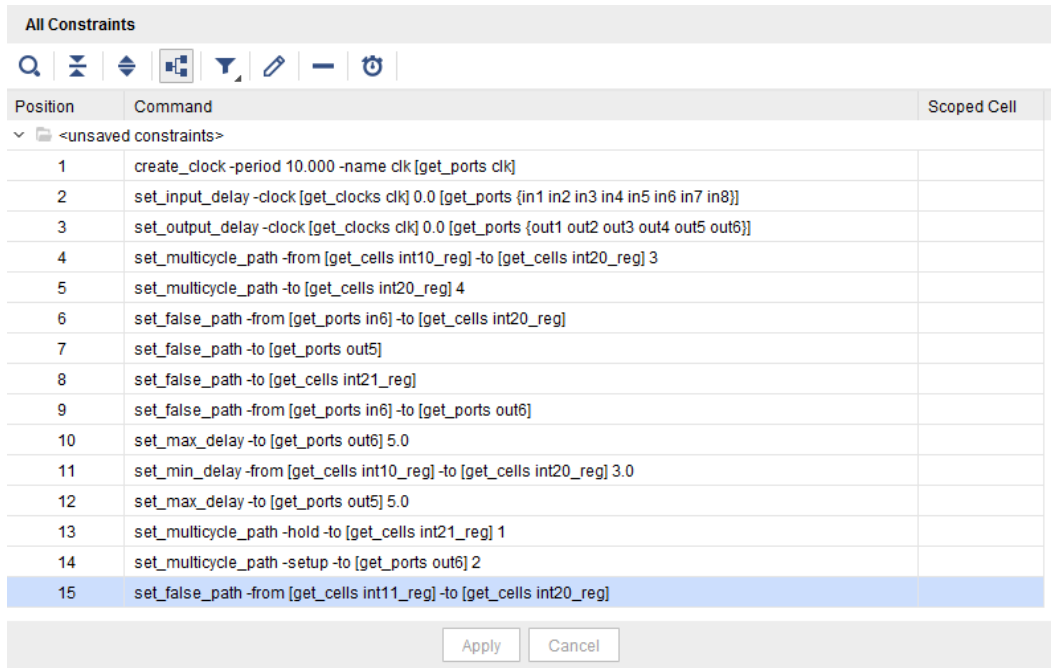 All Constraints
Position Command Scoped Cell
<unsaved constraints>
1 create_clock -period 10.000 -name clk [get_ports clk]
2 set_input_delay -clock [get_clocks clk] 0.0 [get_ports {in1 in2 in3 in4 in5 in6 in7 in8}]
3 set_output_delay -clock [get_clocks clk] 0.0 [get_ports {out1 out2 out3 out4 out5 out6}]
4 set_multicycle_path -from [get_cells int10_reg] -to [get_cells int20_reg] 3
5 set_multicycle_path -to [get_cells int20_reg] 4
6 set_false_path -from [get_ports in6] -to [get_cells int20_reg]
7 set_false_path -to [get_ports out5]
8 set_false_path -to [get_cells int21_reg]
9 set_false_path -from [get_ports in6] -to [get_ports out6]
10 set_max_delay -to [get_ports out6] 5.0
11 set_min_delay -from [get_cells int10_reg] -to [get_cells int20_reg] 3.0
12 set_max_delay -to [get_ports out5] 5.0
13 set_multicycle_path -hold -to [get_cells int21_reg] 1
14 set_multicycle_path -setup -to [get_ports out6] 2
15 set_false_path -from [get_cells int11_reg] -to [get_cells int20_reg]
Apply Cancel